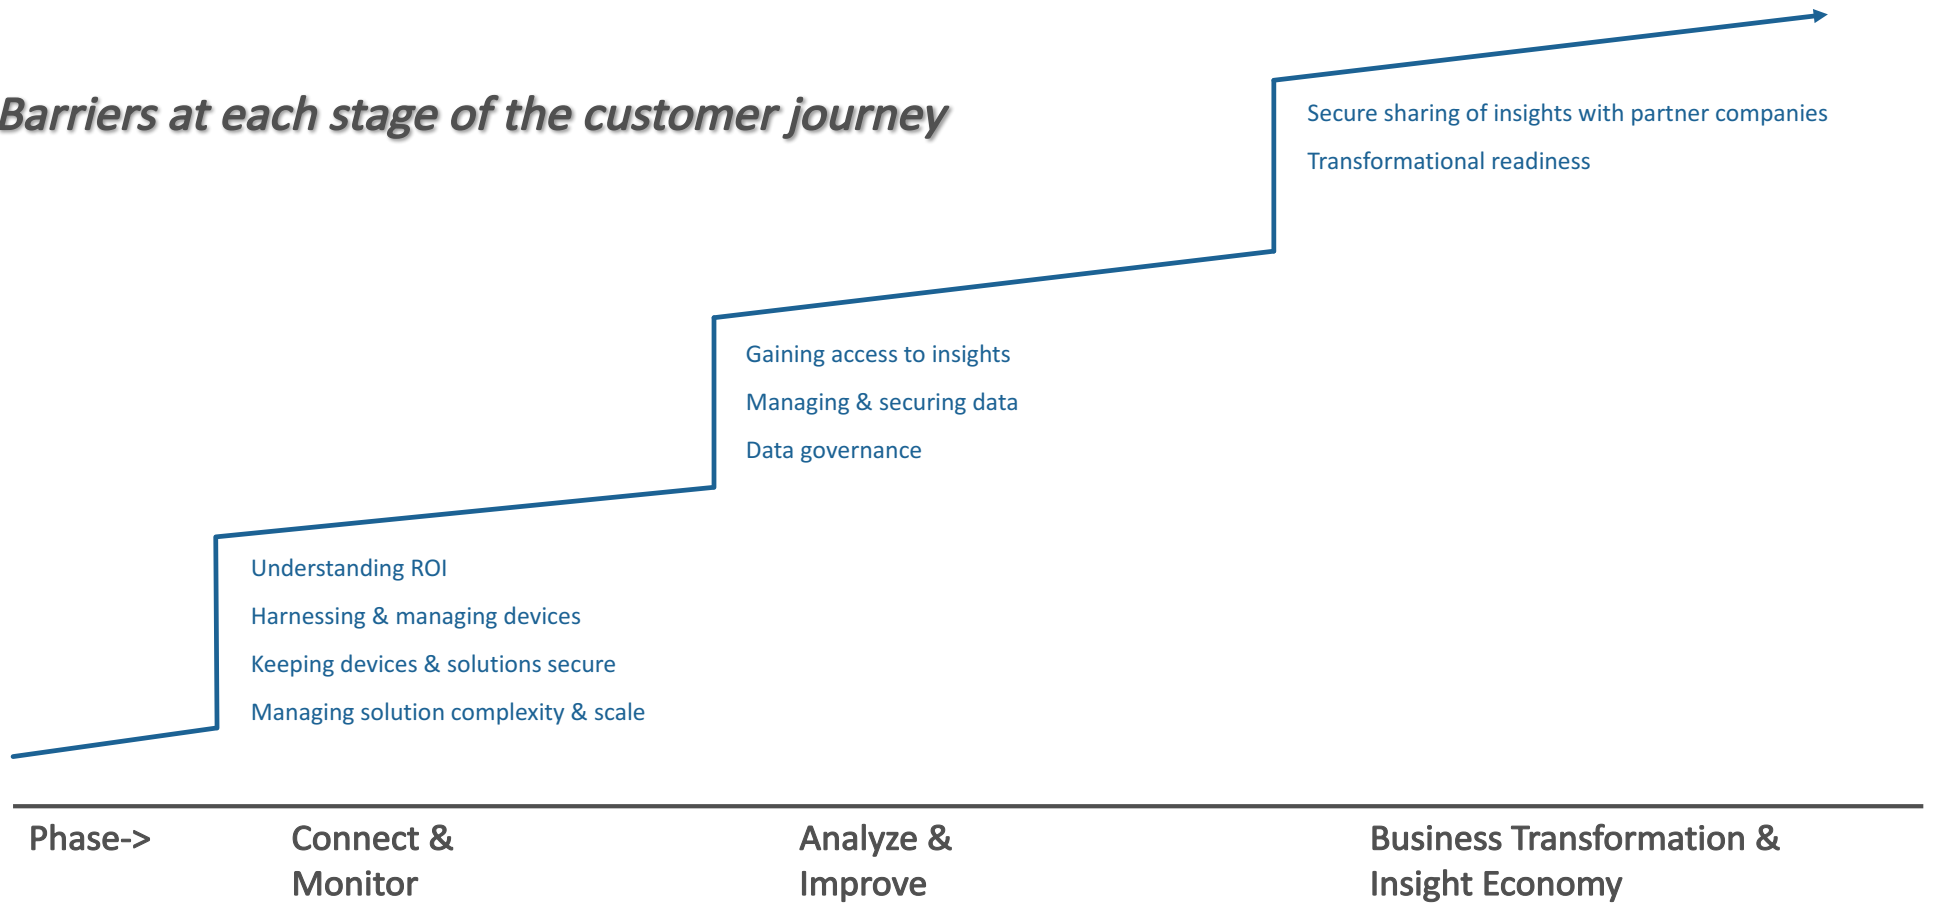 Barriers at each stage of the customer journey
Secure sharing of insights with partner companies
Transformational readiness
Gaining access to insights
Managing & securing data
Data governance
Understanding ROI
Harnessing & managing devices
Keeping devices & solutions secure
Managing solution complexity & scale
Phase->
Connect &
Monitor
Analyze &
Improve
Business Transformation &
Insight Economy